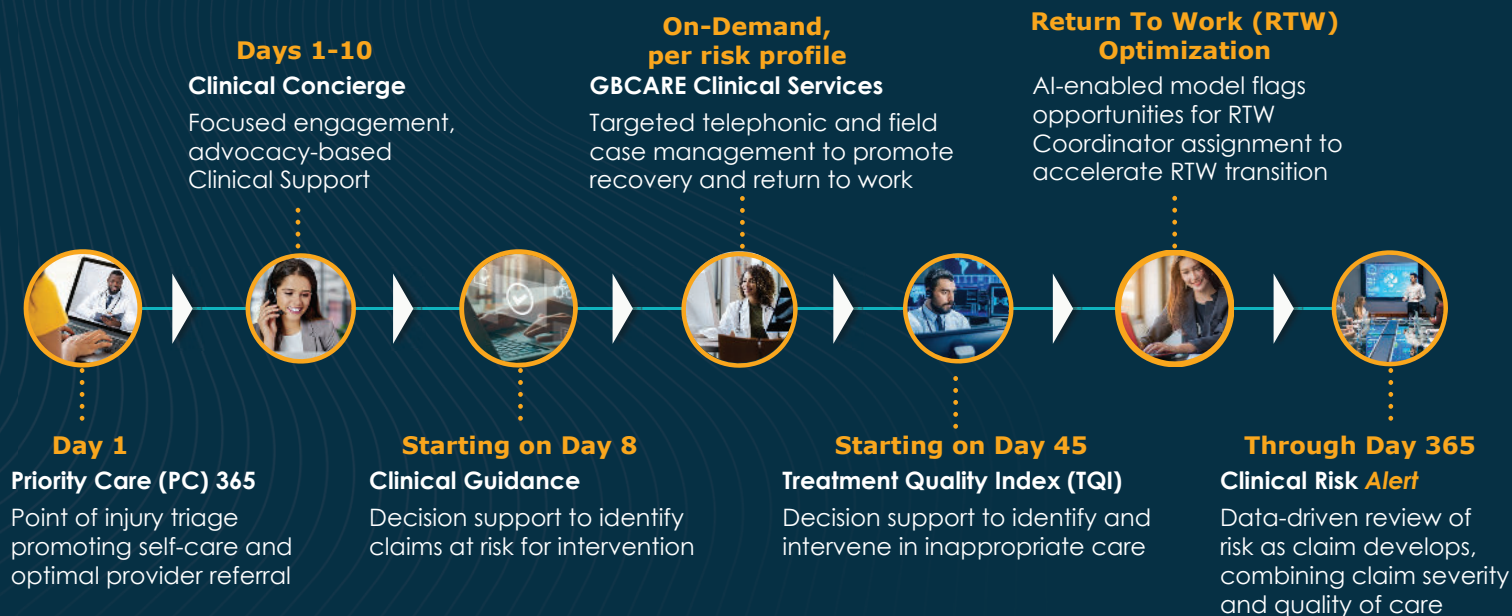 Days 1-10
Clinical Concierge
Focused engagement,
advocacy-based
Clinical Support
On-Demand,
per risk profile
GBCARE Clinical Services
Targeted telephonic and field
case management to promote
recovery and return to work
Return To Work (RTW)
Optimization
AI-enabled model flags
opportunities for RTW
Coordinator assignment to
accelerate RTW transition
Day 1
Priority Care (PC) 365
Point of injury triage
promoting self-care and
optimal provider referral
Starting on Day 8
Clinical Guidance
Decision support to identify
claims at risk for intervention
Starting on Day 45
Treatment Quality Index (TQI)
Decision support to identify and
intervene in inappropriate care
Through Day 365
Clinical Risk Alert
Data-driven review of
risk as claim develops,
combining claim severity
and quality of care